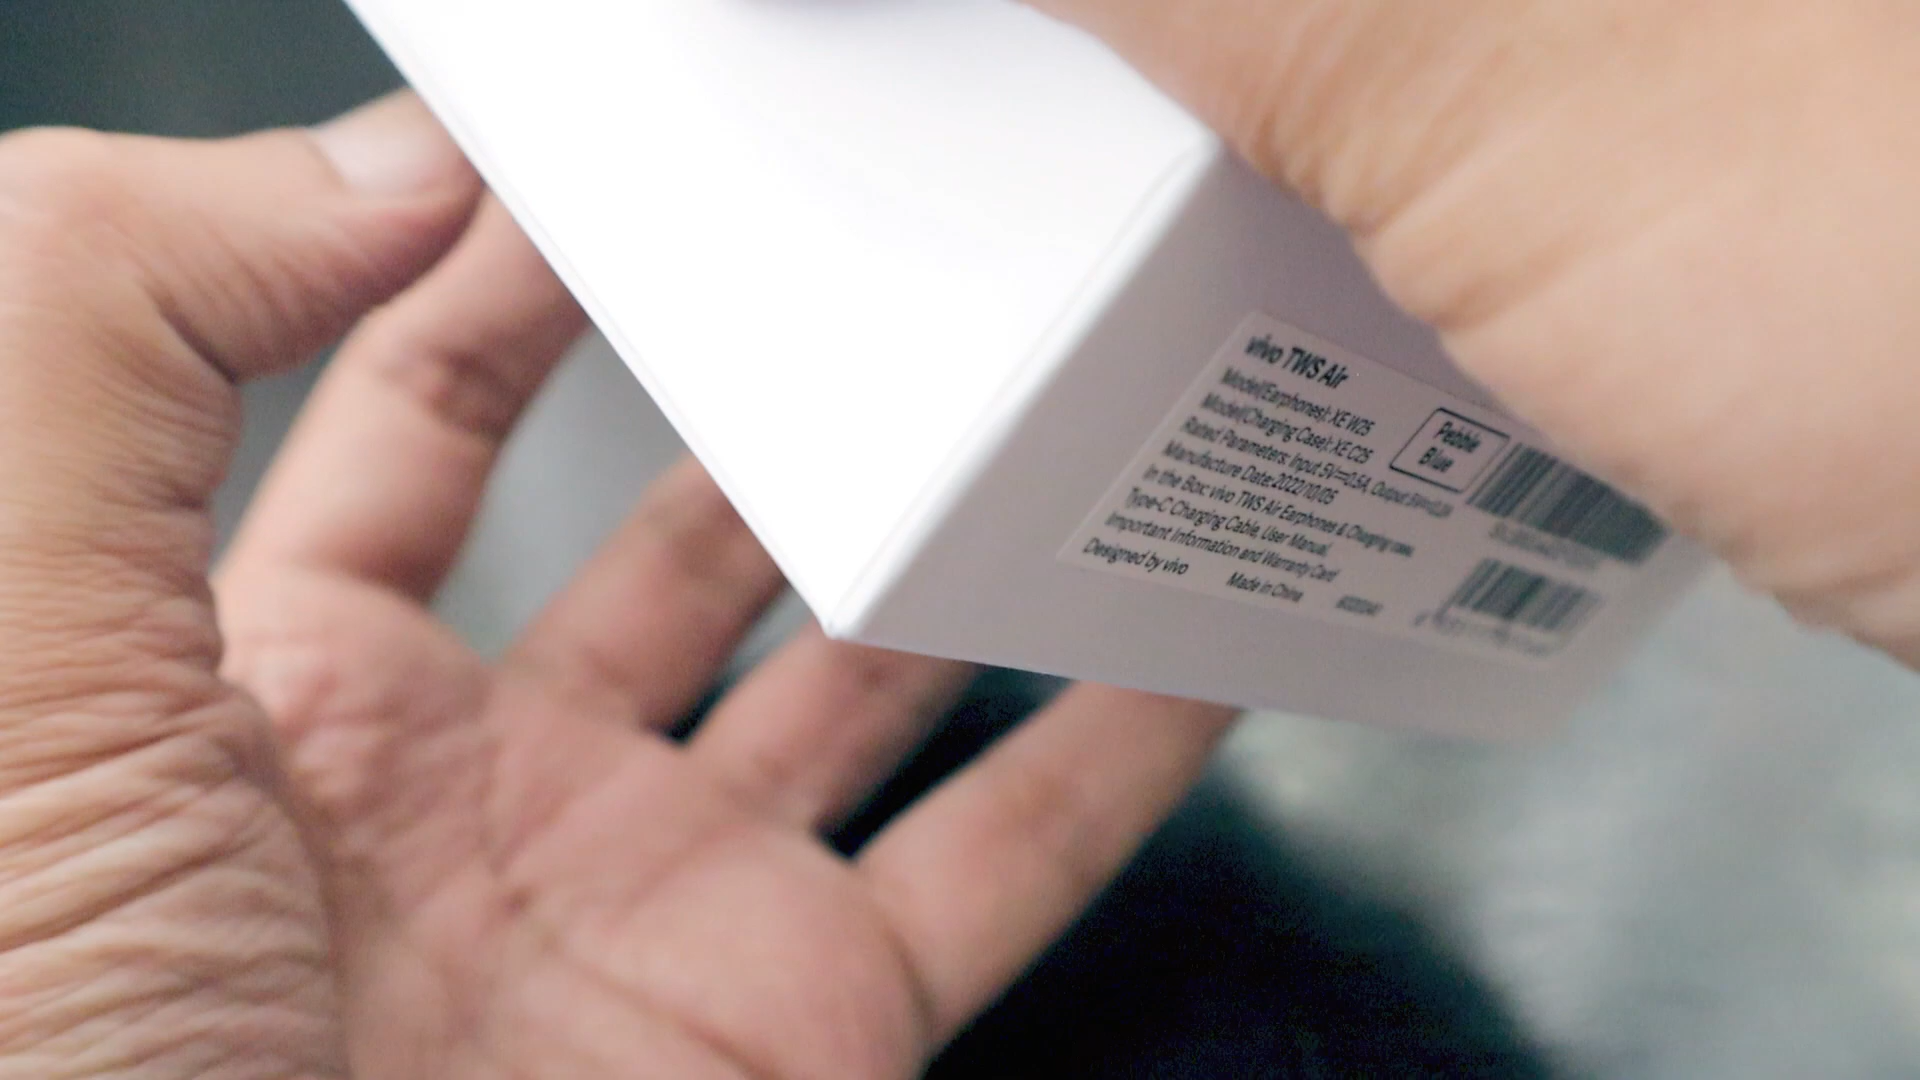 vivo TWS Air
Model(Earphones): XE W25
Model(Charging Case): XE C25
Rated Parameters: Input 5V⎓0.5A, Output
Manufacture Date:2022/10/05
In the Box: vivo TWS Air Earphones & Charging case,
Type-C Charging Cable, User Manual,
Important Information and Warranty Card
Designed by vivo Made in China
Pebble
Blue